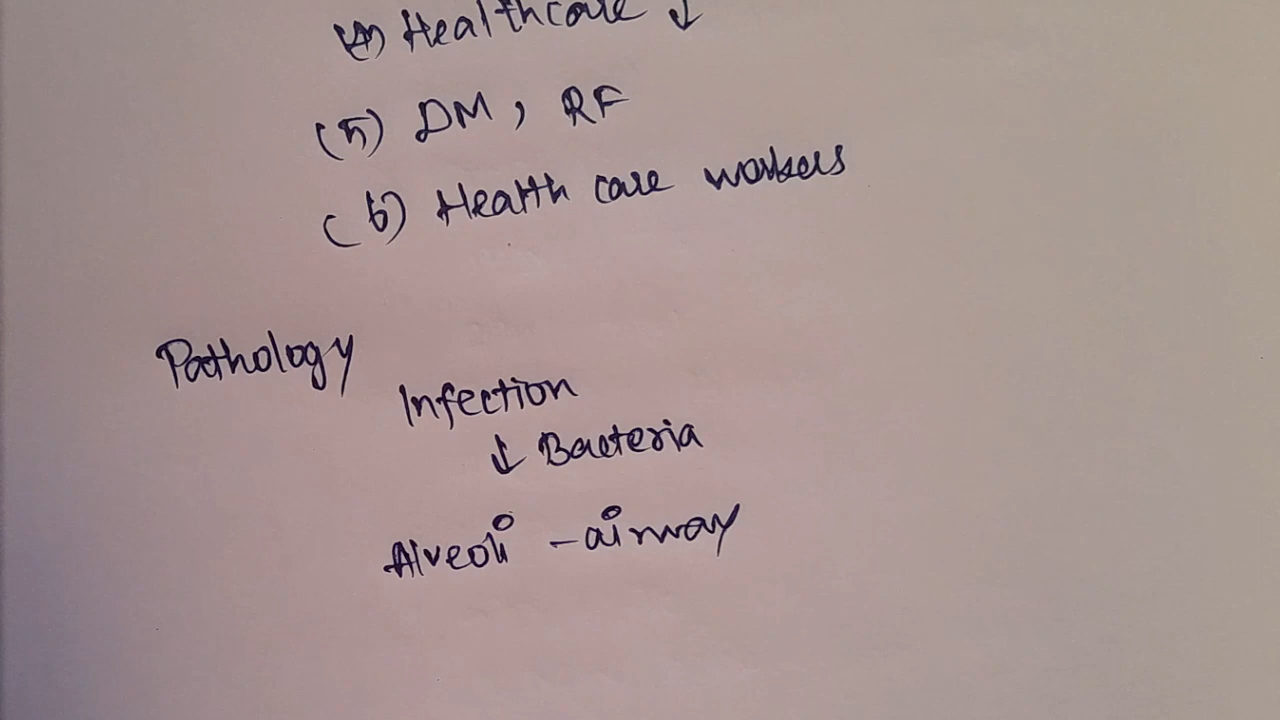 (4) Healthcare ↓
(5) DM, RF
(6) Health care workers
Pathology
Infection
↓ Bacteria
Alveoli - airway